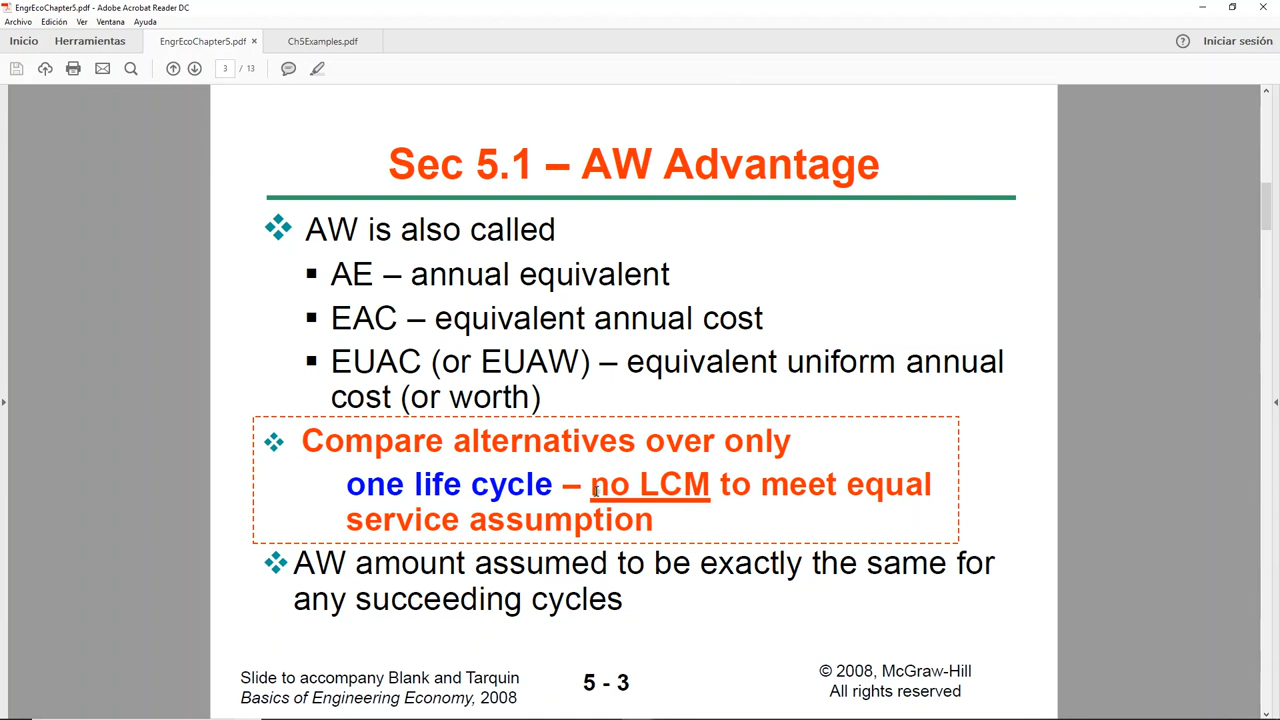 EngrEcoChapter5.pdf - Adobe Acrobat Reader DC
Archivo Edición Ver Ventana Ayuda
Inicio Herramientas EngrEcoChapter5.pdf × Ch5Examples.pdf Iniciar sesión
3 / 13
Sec 5.1 – AW Advantage
AW is also called
AE – annual equivalent
EAC – equivalent annual cost
EUAC (or EUAW) – equivalent uniform annual
cost (or worth)
Compare alternatives over only
one life cycle – no LCM to meet equal
service assumption
AW amount assumed to be exactly the same for
any succeeding cycles
Slide to accompany Blank and Tarquin
Basics of Engineering Economy, 2008
5 - 3
© 2008, McGraw-Hill
All rights reserved